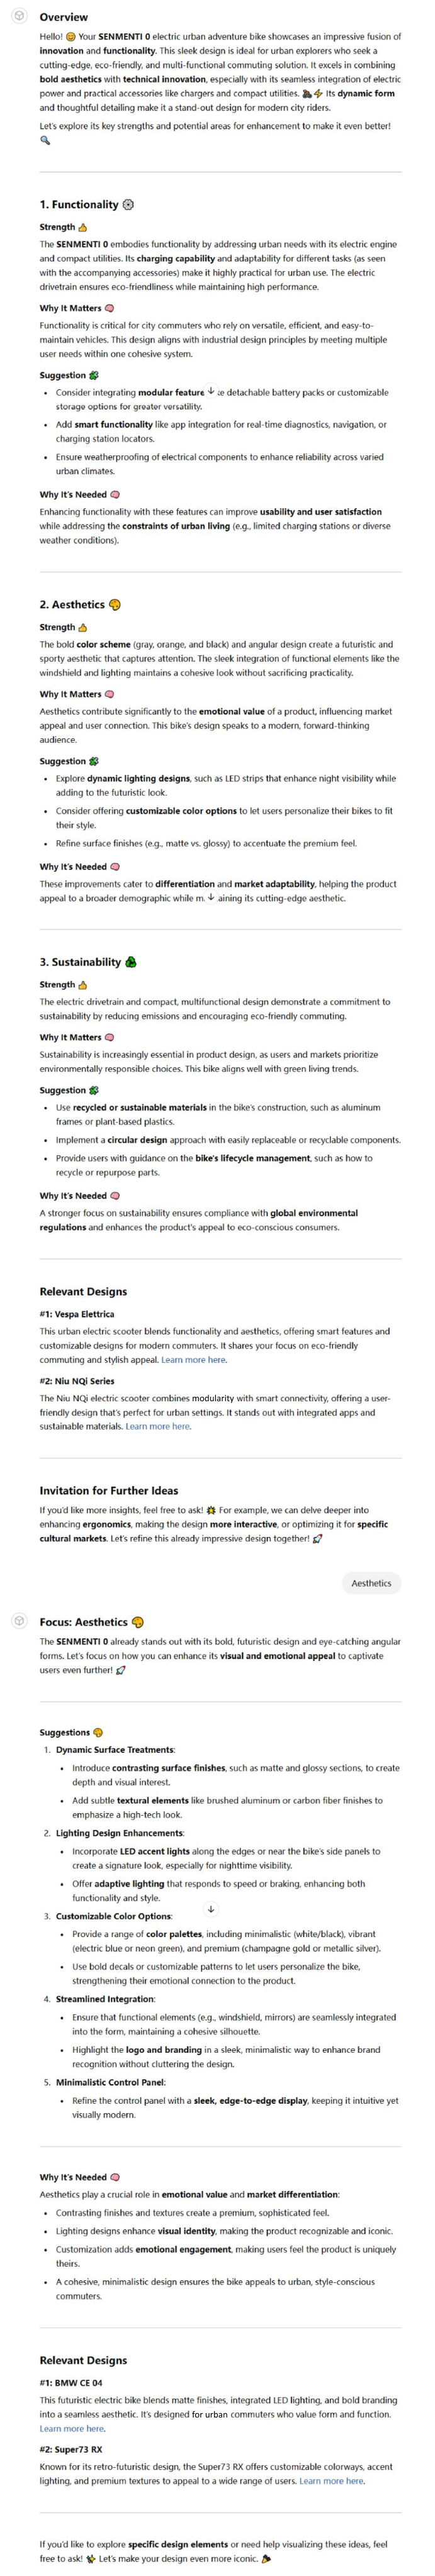 Overview
Hello! 😊 Your SENMENTI 0 electric urban adventure bike showcases an impressive fusion of
innovation and functionality. This sleek design is ideal for urban explorers who seek a
cutting-edge, eco-friendly, and multi-functional commuting solution. It excels in combining
bold aesthetics with technical innovation, especially with its seamless integration of electric
power and practical accessories like chargers and compact utilities. 🚲⚡ Its dynamic form
and thoughtful detailing make it a stand-out design for modern city riders.
Let's explore its key strengths and potential areas for enhancement to make it even better!
🔍
1. Functionality ⚙️
Strength 👍
The SENMENTI 0 embodies functionality by addressing urban needs with its electric engine
and compact utilities. Its charging capability and adaptability for different tasks (as seen
with the accompanying accessories) make it highly practical for urban use. The electric
drivetrain ensures eco-friendliness while maintaining high performance.
Why It Matters 🧠
Functionality is critical for city commuters who rely on versatile, efficient, and easy-to-
maintain vehicles. This design aligns with industrial design principles by meeting multiple
user needs within one cohesive system.
Suggestion 🧩
• Consider integrating modular feature ↓ ke detachable battery packs or customizable
storage options for greater versatility.
• Add smart functionality like app integration for real-time diagnostics, navigation, or
charging station locators.
• Ensure weatherproofing of electrical components to enhance reliability across varied
urban climates.
Why It's Needed 🧠
Enhancing functionality with these features can improve usability and user satisfaction
while addressing the constraints of urban living (e.g., limited charging stations or diverse
weather conditions).
2. Aesthetics 🎨
Strength 👍
The bold color scheme (gray, orange, and black) and angular design create a futuristic and
sporty aesthetic that captures attention. The sleek integration of functional elements like the
windshield and lighting maintains a cohesive look without sacrificing practicality.
Why It Matters 🧠
Aesthetics contribute significantly to the emotional value of a product, influencing market
appeal and user connection. This bike's design speaks to a modern, forward-thinking
audience.
Suggestion 🧩
• Explore dynamic lighting designs, such as LED strips that enhance night visibility while
adding to the futuristic look.
• Consider offering customizable color options to let users personalize their bikes to fit
their style.
• Refine surface finishes (e.g., matte vs. glossy) to accentuate the premium feel.
Why It's Needed 🧠
These improvements cater to differentiation and market adaptability, helping the product
appeal to a broader demographic while m. ↓ aining its cutting-edge aesthetic.
3. Sustainability ♻️
Strength 👍
The electric drivetrain and compact, multifunctional design demonstrate a commitment to
sustainability by reducing emissions and encouraging eco-friendly commuting.
Why It Matters 🧠
Sustainability is increasingly essential in product design, as users and markets prioritize
environmentally responsible choices. This bike aligns well with green living trends.
Suggestion 🧩
• Use recycled or sustainable materials in the bike's construction, such as aluminum
frames or plant-based plastics.
• Implement a circular design approach with easily replaceable or recyclable components.
• Provide users with guidance on the bike's lifecycle management, such as how to
recycle or repurpose parts.
Why It's Needed 🧠
A stronger focus on sustainability ensures compliance with global environmental
regulations and enhances the product's appeal to eco-conscious consumers.
Relevant Designs
#1: Vespa Elettrica
This urban electric scooter blends functionality and aesthetics, offering smart features and
customizable designs for modern commuters. It shares your focus on eco-friendly
commuting and stylish appeal. Learn more here.
#2: Niu NQi Series
The Niu NQi electric scooter combines modularity with smart connectivity, offering a user-
friendly design that's perfect for urban settings. It stands out with integrated apps and
sustainable materials. Learn more here.
Invitation for Further Ideas
If you'd like more insights, feel free to ask! 🌟 For example, we can delve deeper into
enhancing ergonomics, making the design more interactive, or optimizing it for specific
cultural markets. Let's refine this already impressive design together! 🚀
Aesthetics
Focus: Aesthetics 🎨
The SENMENTI 0 already stands out with its bold, futuristic design and eye-catching angular
forms. Let's focus on how you can enhance its visual and emotional appeal to captivate
users even further! 🚀
Suggestions 🎨
1. Dynamic Surface Treatments:
• Introduce contrasting surface finishes, such as matte and glossy sections, to create
depth and visual interest.
• Add subtle textural elements like brushed aluminum or carbon fiber finishes to
emphasize a high-tech look.
2. Lighting Design Enhancements:
• Incorporate LED accent lights along the edges or near the bike's side panels to
create a signature look, especially for nighttime visibility.
• Offer adaptive lighting that responds to speed or braking, enhancing both
functionality and style.
3. Customizable Color Options:
• Provide a range of color palettes, including minimalistic (white/black), vibrant
(electric blue or neon green), and premium (champagne gold or metallic silver).
• Use bold decals or customizable patterns to let users personalize the bike,
strengthening their emotional connection to the product.
4. Streamlined Integration:
• Ensure that functional elements (e.g., windshield, mirrors) are seamlessly integrated
into the form, maintaining a cohesive silhouette.
• Highlight the logo and branding in a sleek, minimalistic way to enhance brand
recognition without cluttering the design.
5. Minimalistic Control Panel:
• Refine the control panel with a sleek, edge-to-edge display, keeping it intuitive yet
visually modern.
Why It's Needed 🧠
Aesthetics play a crucial role in emotional value and market differentiation:
• Contrasting finishes and textures create a premium, sophisticated feel.
• Lighting designs enhance visual identity, making the product recognizable and iconic.
• Customization adds emotional engagement, making users feel the product is uniquely
theirs.
• A cohesive, minimalistic design ensures the bike appeals to urban, style-conscious
commuters.
Relevant Designs
#1: BMW CE 04
This futuristic electric bike blends matte finishes, integrated LED lighting, and bold branding
into a seamless aesthetic. It's designed for urban commuters who value form and function.
Learn more here.
#2: Super73 RX
Known for its retro-futuristic design, the Super73 RX offers customizable colorways, accent
lighting, and premium textures to appeal to a wide range of users. Learn more here.
If you'd like to explore specific design elements or need help visualizing these ideas, feel
free to ask! ✨ Let's make your design even more iconic. 🎉